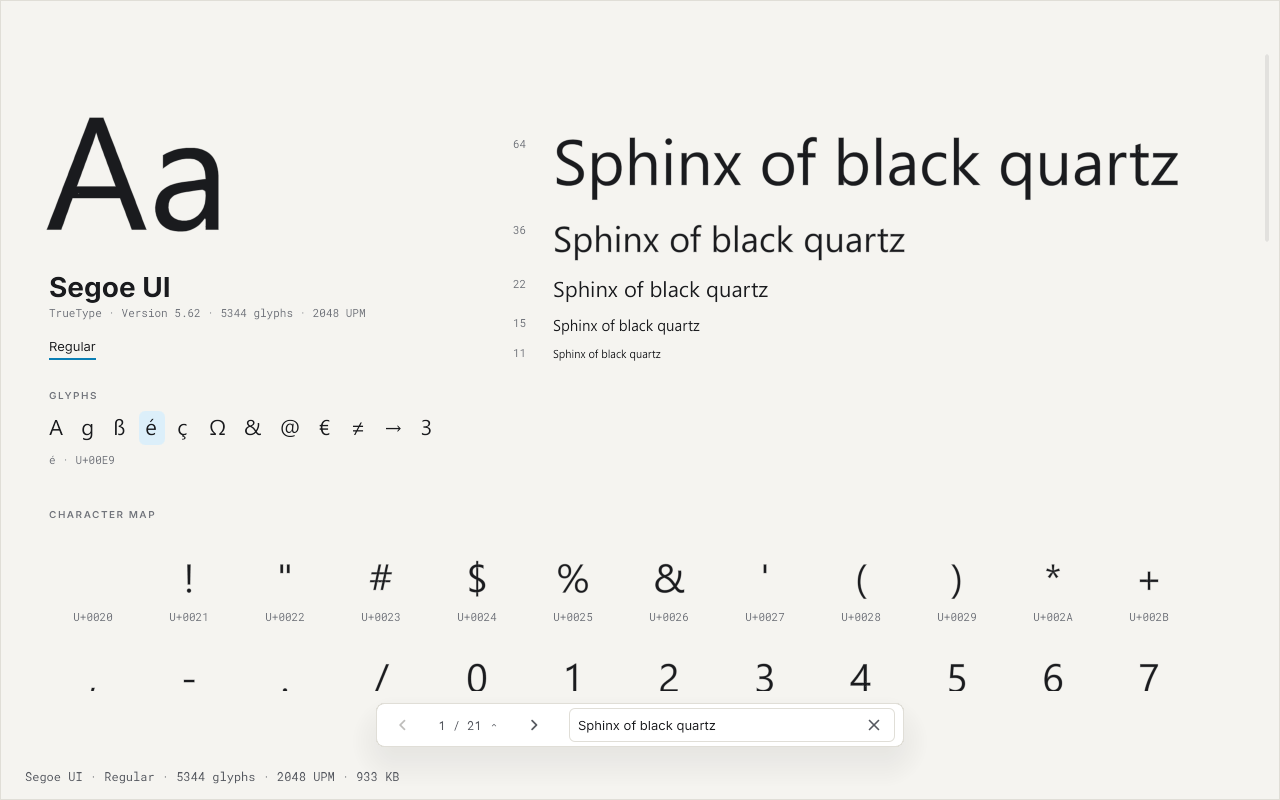 Aa
Segoe UI
TrueType · Version 5.62 · 5344 glyphs · 2048 UPM
Regular
64 Sphinx of black quartz
36 Sphinx of black quartz
22 Sphinx of black quartz
15 Sphinx of black quartz
11 Sphinx of black quartz
GLYPHS
A g ß é ç Ω & @ € ≠ → 3
é · U+00E9
CHARACTER MAP
! " # $ % & ' ( ) * +
U+0020 U+0021 U+0022 U+0023 U+0024 U+0025 U+0026 U+0027 U+0028 U+0029 U+002A U+002B
, - . / 0 1 2 3 4 5 6 7
1 / 21
Sphinx of black quartz
Segoe UI · Regular · 5344 glyphs · 2048 UPM · 933 KB